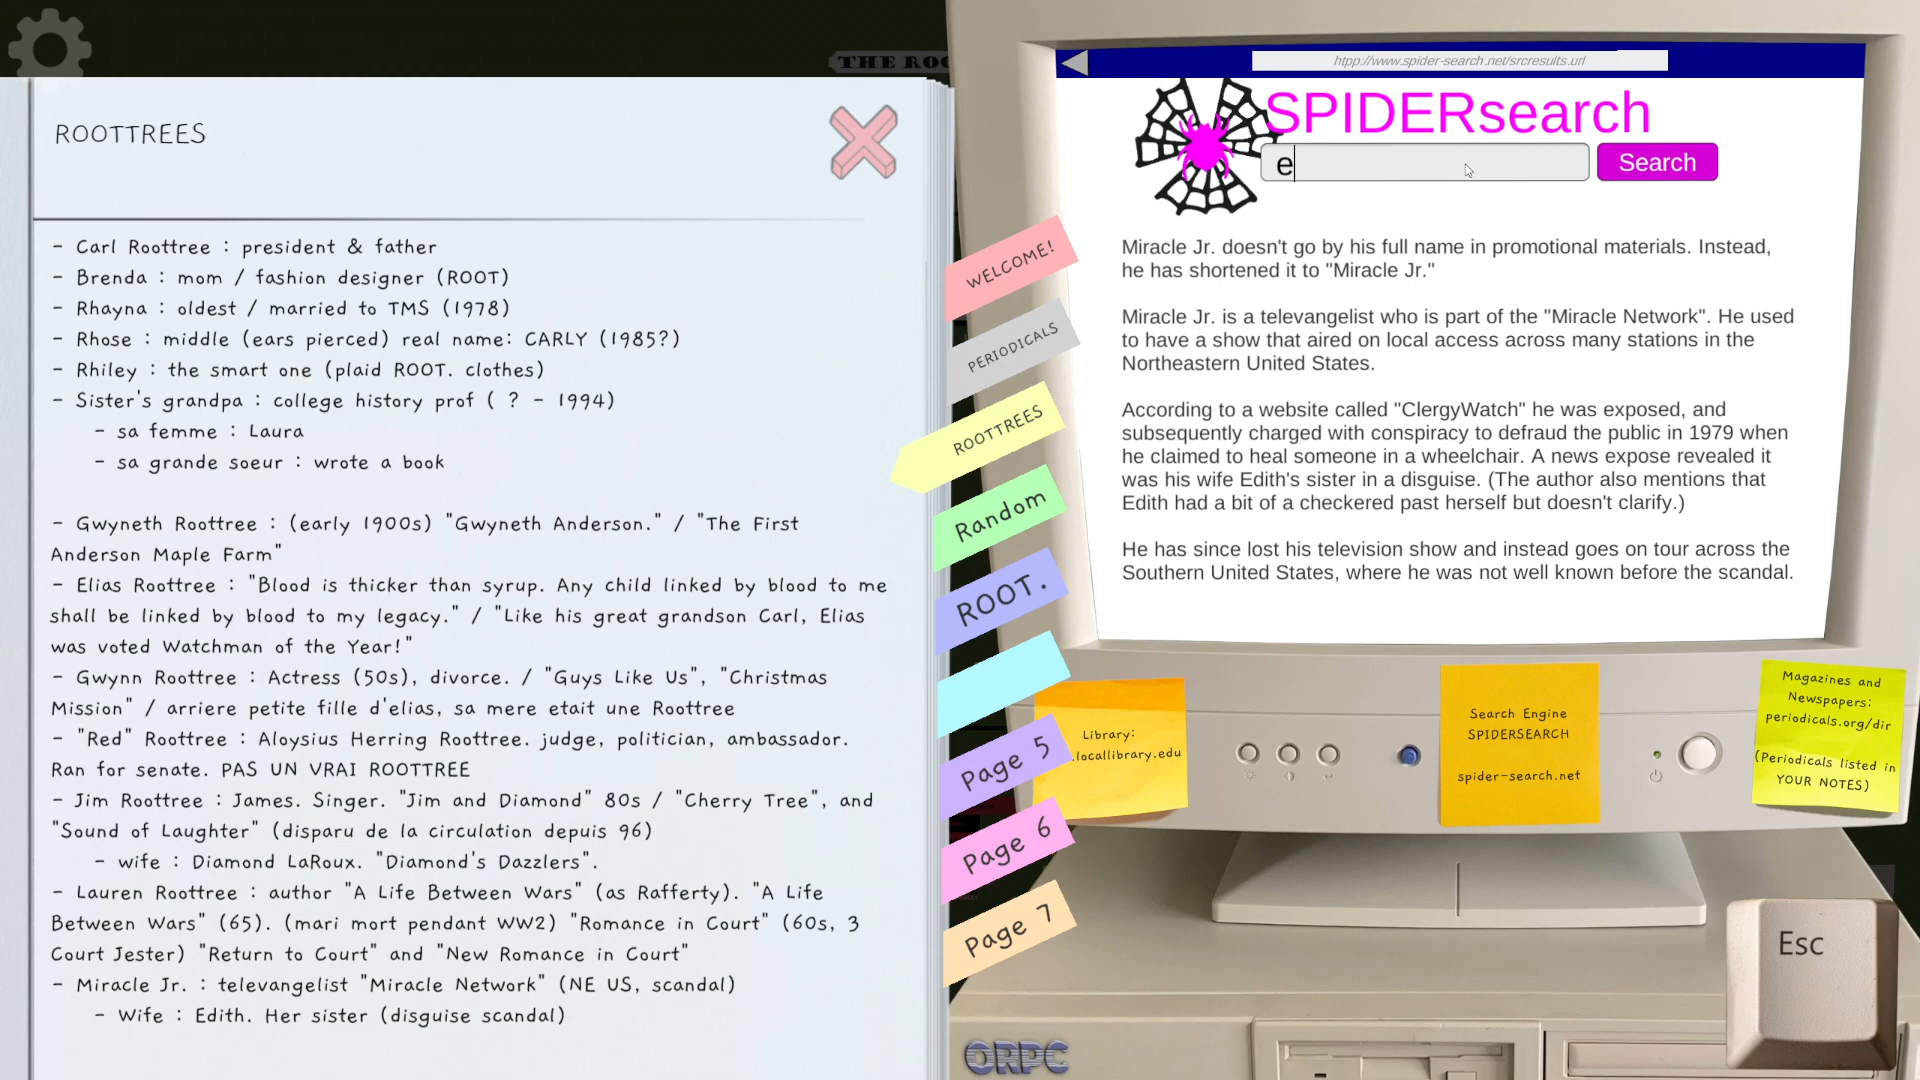 THE ROO
ROOTTREES
- Carl Roottree : president & father
- Brenda : mom / fashion designer (ROOT)
- Rhayna : oldest / married to TMS (1978)
- Rhose : middle (ears pierced) real name: CARLY (1985?)
- Rhiley : the smart one (plaid ROOT. clothes)
- Sister's grandpa : college history prof ( ? - 1994)
- sa femme : Laura
- sa grande soeur : wrote a book
- Gwyneth Roottree : (early 1900s) "Gwyneth Anderson." / "The First
Anderson Maple Farm"
- Elias Roottree : "Blood is thicker than syrup. Any child linked by blood to me
shall be linked by blood to my legacy." / "Like his great grandson Carl, Elias
was voted Watchman of the Year!"
- Gwynn Roottree : Actress (50s), divorce. / "Guys Like Us", "Christmas
Mission" / arriere petite fille d'elias, sa mere etait une Roottree
- "Red" Roottree : Aloysius Herring Roottree. judge, politician, ambassador.
Ran for senate. PAS UN VRAI ROOTTREE
- Jim Roottree : James. Singer. "Jim and Diamond" 80s / "Cherry Tree", and
"Sound of Laughter" (disparu de la circulation depuis 96)
- wife : Diamond LaRoux. "Diamond's Dazzlers".
- Lauren Roottree : author "A Life Between Wars" (as Rafferty). "A Life
Between Wars" (65). (mari mort pendant WW2) "Romance in Court" (60s, 3
Court Jester) "Return to Court" and "New Romance in Court"
- Miracle Jr. : televangelist "Miracle Network" (NE US, scandal)
- Wife : Edith. Her sister (disguise scandal)
WELCOME!
PERIODICALS
ROOTTREES
Random
ROOT.
Page 5
Page 6
Page 7
htpp://www.spider-search.net/srcresults.url
SPIDERsearch
e
Search
Miracle Jr. doesn't go by his full name in promotional materials. Instead,
he has shortened it to "Miracle Jr."
Miracle Jr. is a televangelist who is part of the "Miracle Network". He used
to have a show that aired on local access across many stations in the
Northeastern United States.
According to a website called "ClergyWatch" he was exposed, and
subsequently charged with conspiracy to defraud the public in 1979 when
he claimed to heal someone in a wheelchair. A news expose revealed it
was his wife Edith's sister in a disguise. (The author also mentions that
Edith had a bit of a checkered past herself but doesn't clarify.)
He has since lost his television show and instead goes on tour across the
Southern United States, where he was not well known before the scandal.
Library:
.locallibrary.edu
Search Engine
SPIDERSEARCH
spider-search.net
Magazines and
Newspapers:
periodicals.org/dir
(Periodicals listed in
YOUR NOTES)
Esc
ORPC